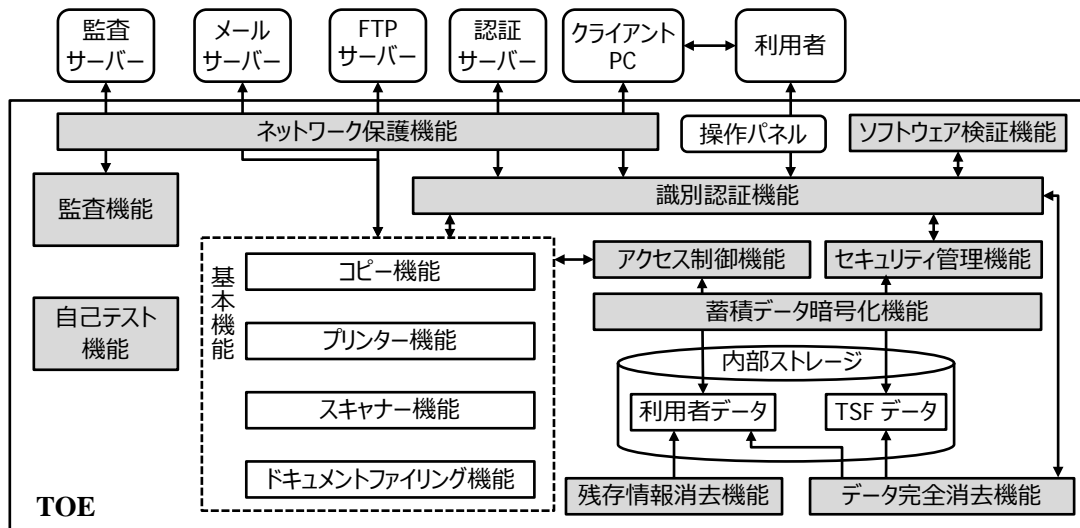 監査
サーバー
メール
サーバー
FTP
サーバー
認証
サーバー
クライアント
PC
利用者
ネットワーク保護機能
操作パネル
ソフトウェア検証機能
監査機能
識別認証機能
基本機能
コピー機能
アクセス制御機能
セキュリティ管理機能
自己テスト
機能
蓄積データ暗号化機能
プリンター機能
内部ストレージ
スキャナー機能
利用者データ
TSF データ
ドキュメントファイリング機能
残存情報消去機能
データ完全消去機能
TOE